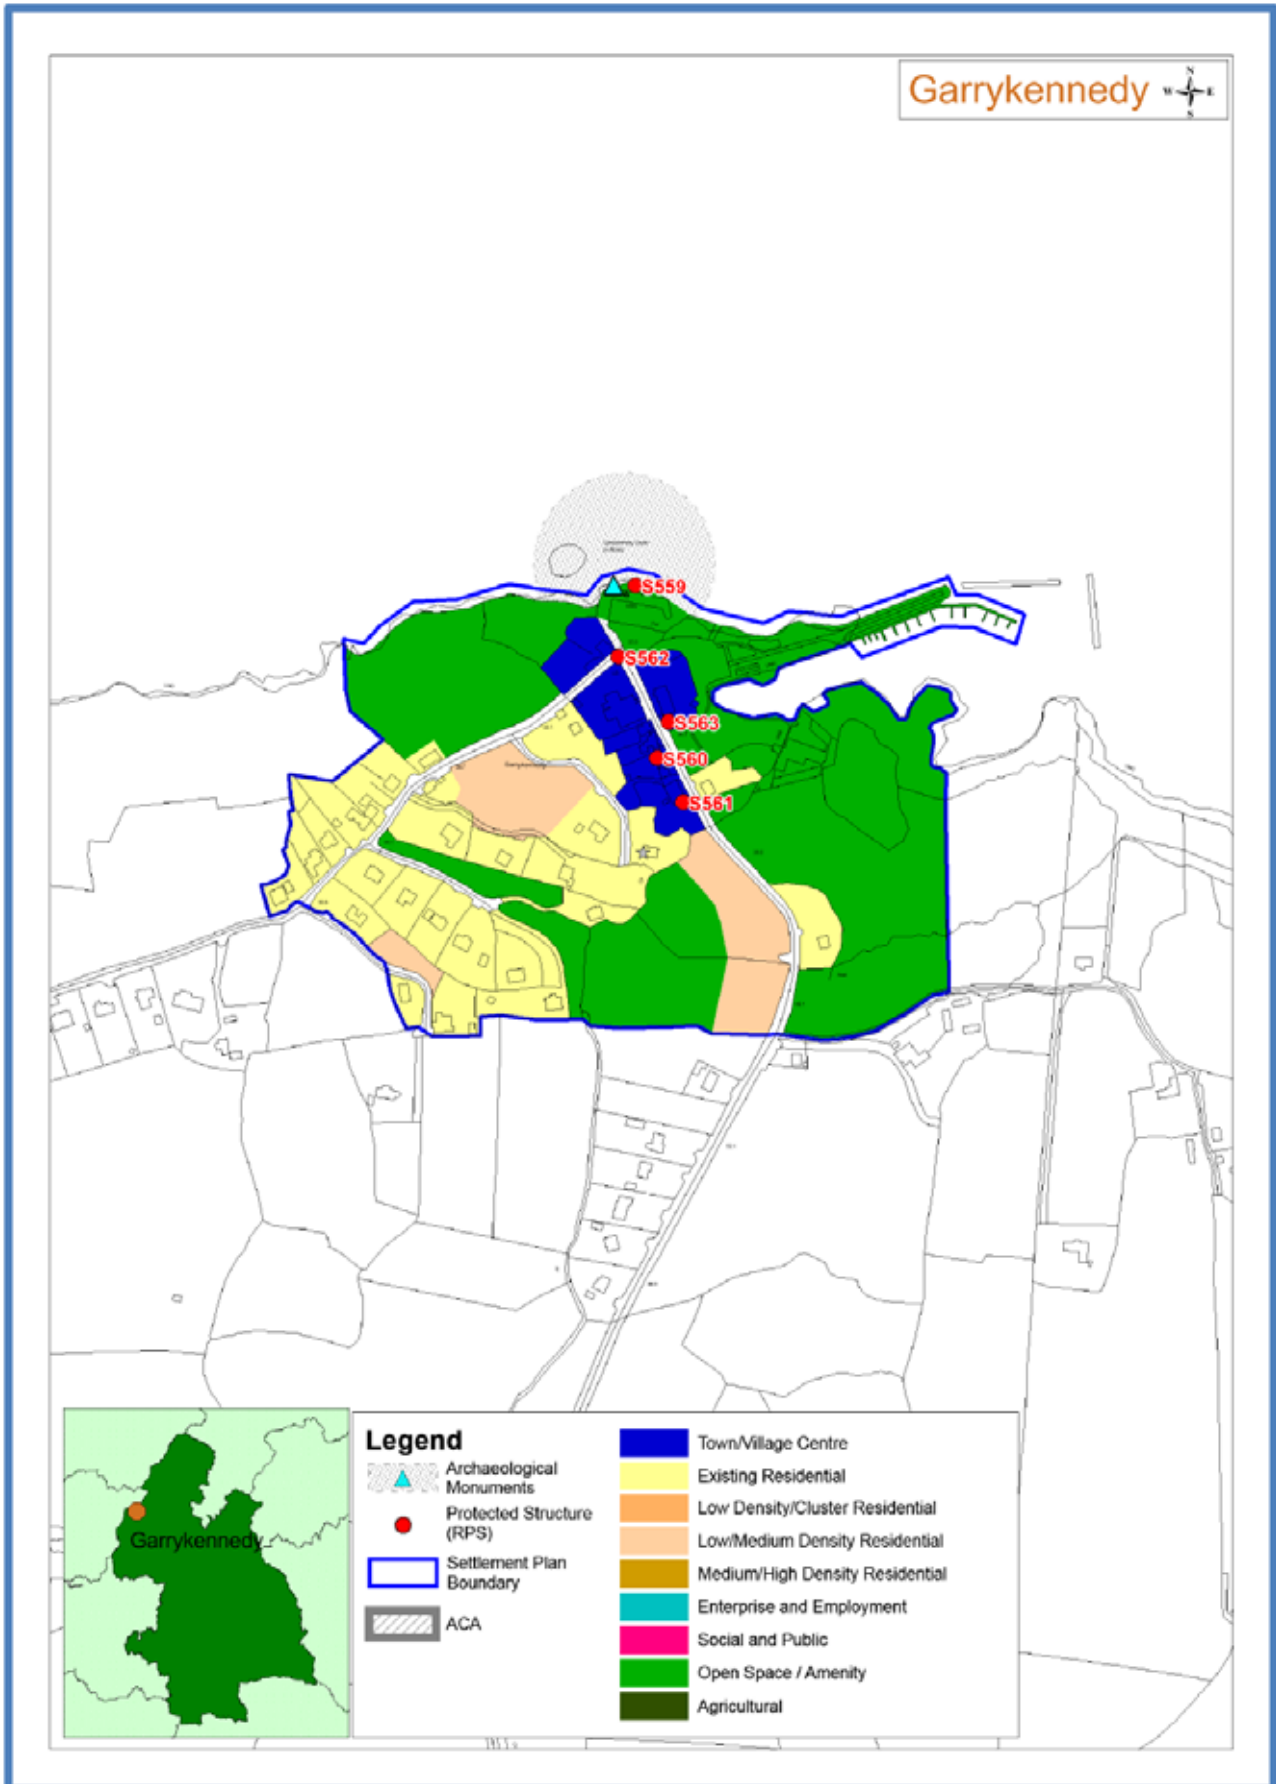 Garrykennedy
N
W E
S
S559
S562
S563
S560
S561
Garrykennedy
Legend
Archaeological
Monuments
Protected Structure
(RPS)
Settlement Plan
Boundary
ACA
Town/Village Centre
Existing Residential
Low Density/Cluster Residential
Low/Medium Density Residential
Medium/High Density Residential
Enterprise and Employment
Social and Public
Open Space / Amenity
Agricultural